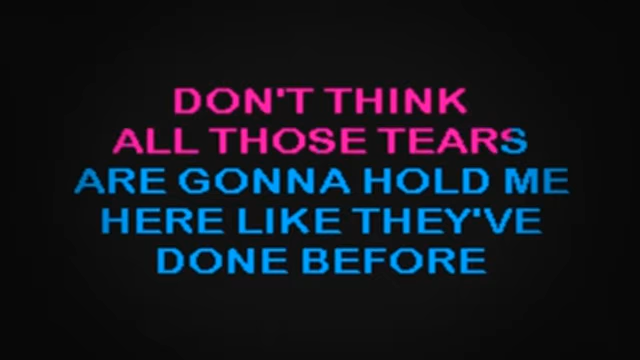 DON'T THINK
ALL THOSE TEARS
ARE GONNA HOLD ME
HERE LIKE THEY'VE
DONE BEFORE